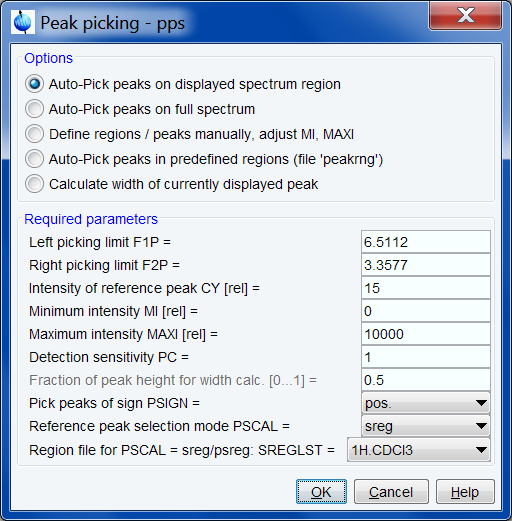 Peak picking - pps
Options
Auto-Pick peaks on displayed spectrum region
Auto-Pick peaks on full spectrum
Define regions / peaks manually, adjust MI, MAXI
Auto-Pick peaks in predefined regions (file 'peakrng')
Calculate width of currently displayed peak
Required parameters
Left picking limit F1P = 6.5112
Right picking limit F2P = 3.3577
Intensity of reference peak CY [rel] = 15
Minimum intensity MI [rel] = 0
Maximum intensity MAXI [rel] = 10000
Detection sensitivity PC = 1
Fraction of peak height for width calc. [0...1] = 0.5
Pick peaks of sign PSIGN = pos.
Reference peak selection mode PSCAL = sreg
Region file for PSCAL = sreg/psreg: SREGLST = 1H.CDCl3
OK Cancel Help